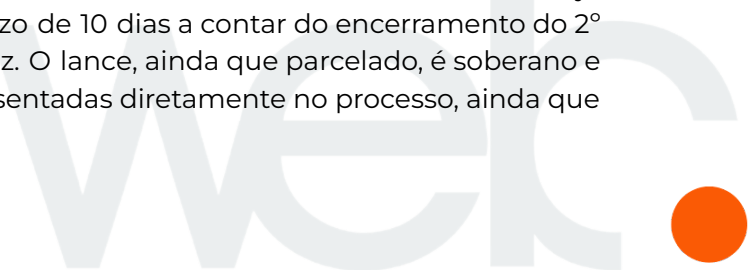 zo de 10 dias a contar do encerramento do 2º
z. O lance, ainda que parcelado, é soberano e
sentadas diretamente no processo, ainda que
web